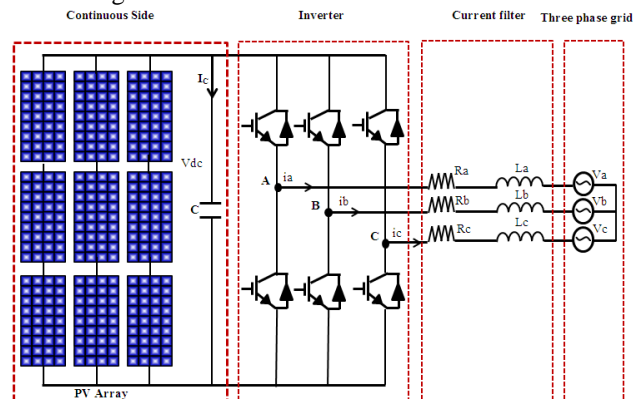 Continuous Side
Inverter
Current filter
Three phase grid
IC
Vdc
C
A
ia
B
ib
C
ic
Ra
La
Va
Rb
Lb
Vb
Rc
Lc
Vc
PV Array